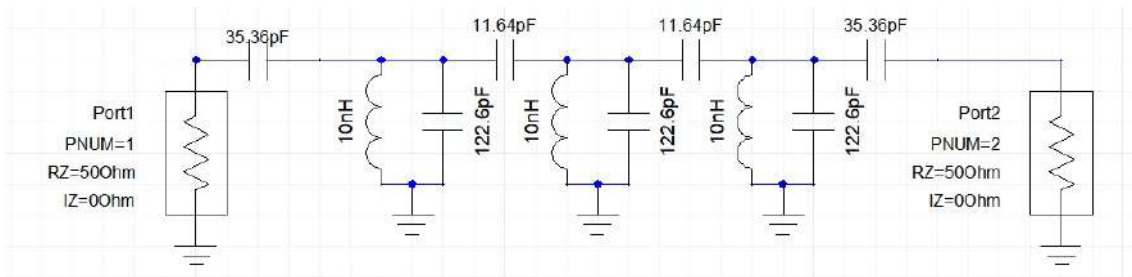 35.36pF
11.64pF
11.64pF
35.36pF
Port1
PNUM=1
RZ=50Ohm
IZ=0Ohm
10nH
122.6pF
10nH
122.6pF
10nH
122.6pF
Port2
PNUM=2
RZ=50Ohm
IZ=0Ohm